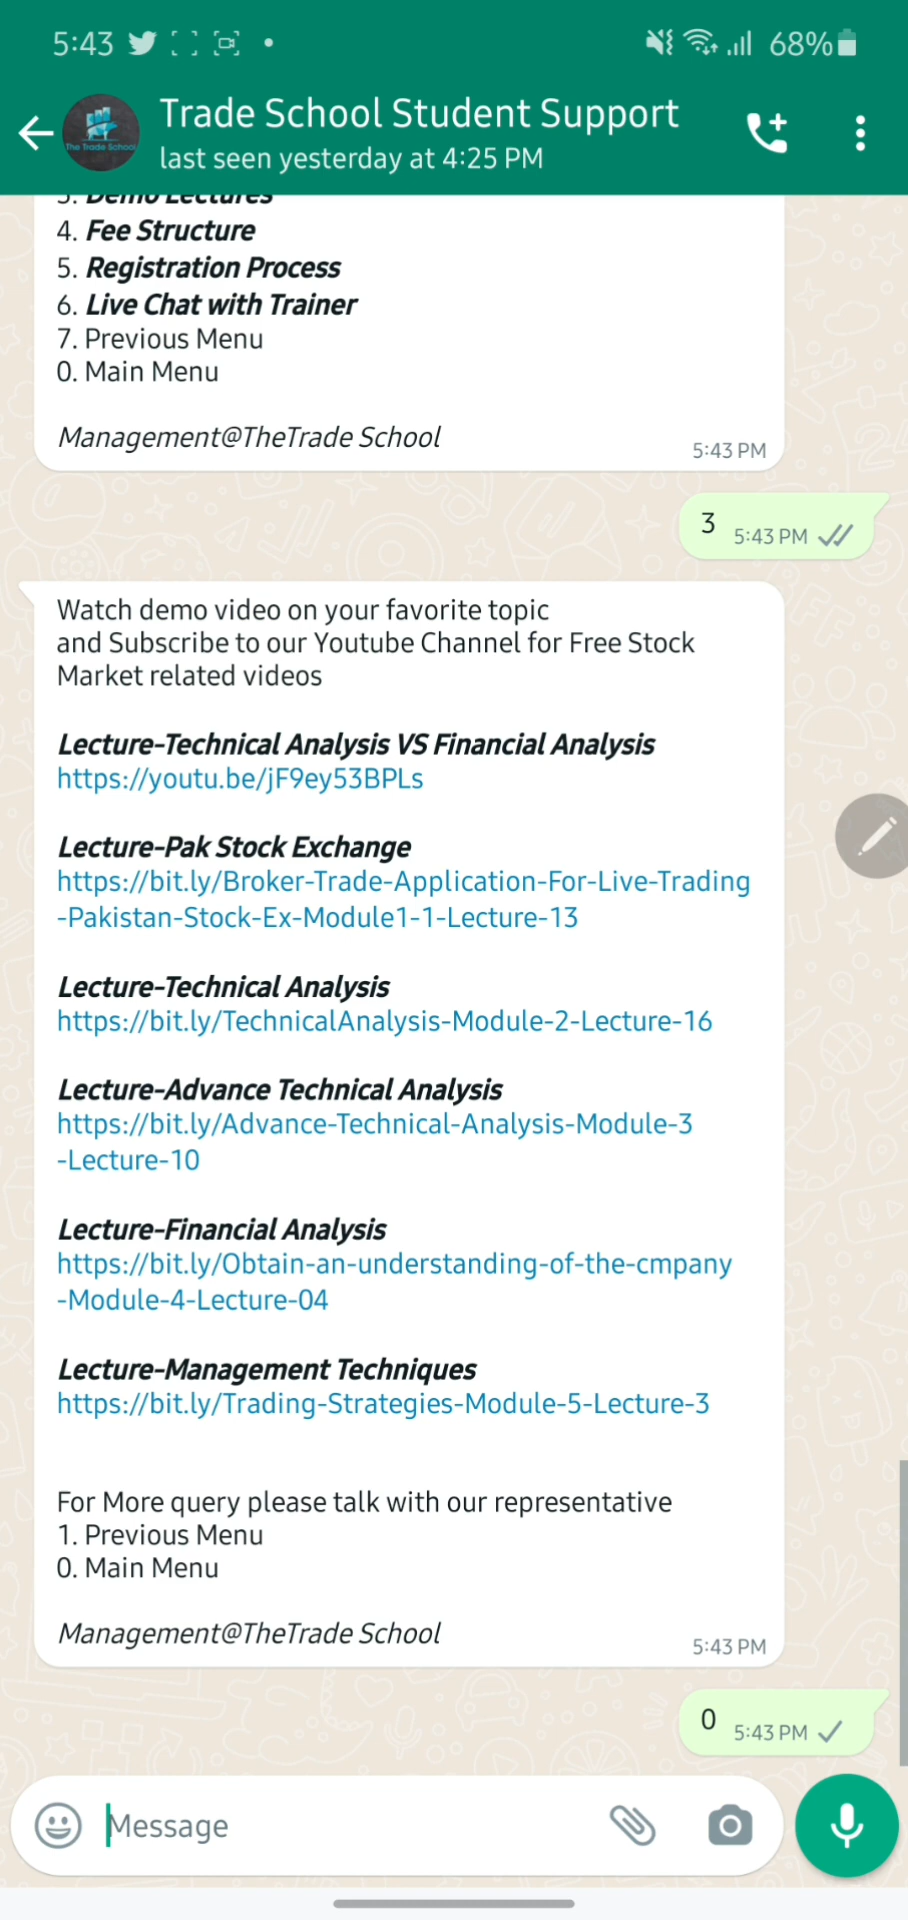 5:43
68%
Trade School Student Support
last seen yesterday at 4:25 PM
The Trade School
3. Demo Lectures
4. Fee Structure
5. Registration Process
6. Live Chat with Trainer
7. Previous Menu
0. Main Menu
Management@TheTrade School
5:43 PM
3
5:43 PM
Watch demo video on your favorite topic
and Subscribe to our Youtube Channel for Free Stock
Market related videos
Lecture-Technical Analysis VS Financial Analysis
https://youtu.be/jF9ey53BPLs
Lecture-Pak Stock Exchange
https://bit.ly/Broker-Trade-Application-For-Live-Trading
-Pakistan-Stock-Ex-Module1-1-Lecture-13
Lecture-Technical Analysis
https://bit.ly/TechnicalAnalysis-Module-2-Lecture-16
Lecture-Advance Technical Analysis
https://bit.ly/Advance-Technical-Analysis-Module-3
-Lecture-10
Lecture-Financial Analysis
https://bit.ly/Obtain-an-understanding-of-the-cmpany
-Module-4-Lecture-04
Lecture-Management Techniques
https://bit.ly/Trading-Strategies-Module-5-Lecture-3
For More query please talk with our representative
1. Previous Menu
0. Main Menu
Management@TheTrade School
5:43 PM
0
5:43 PM
Message